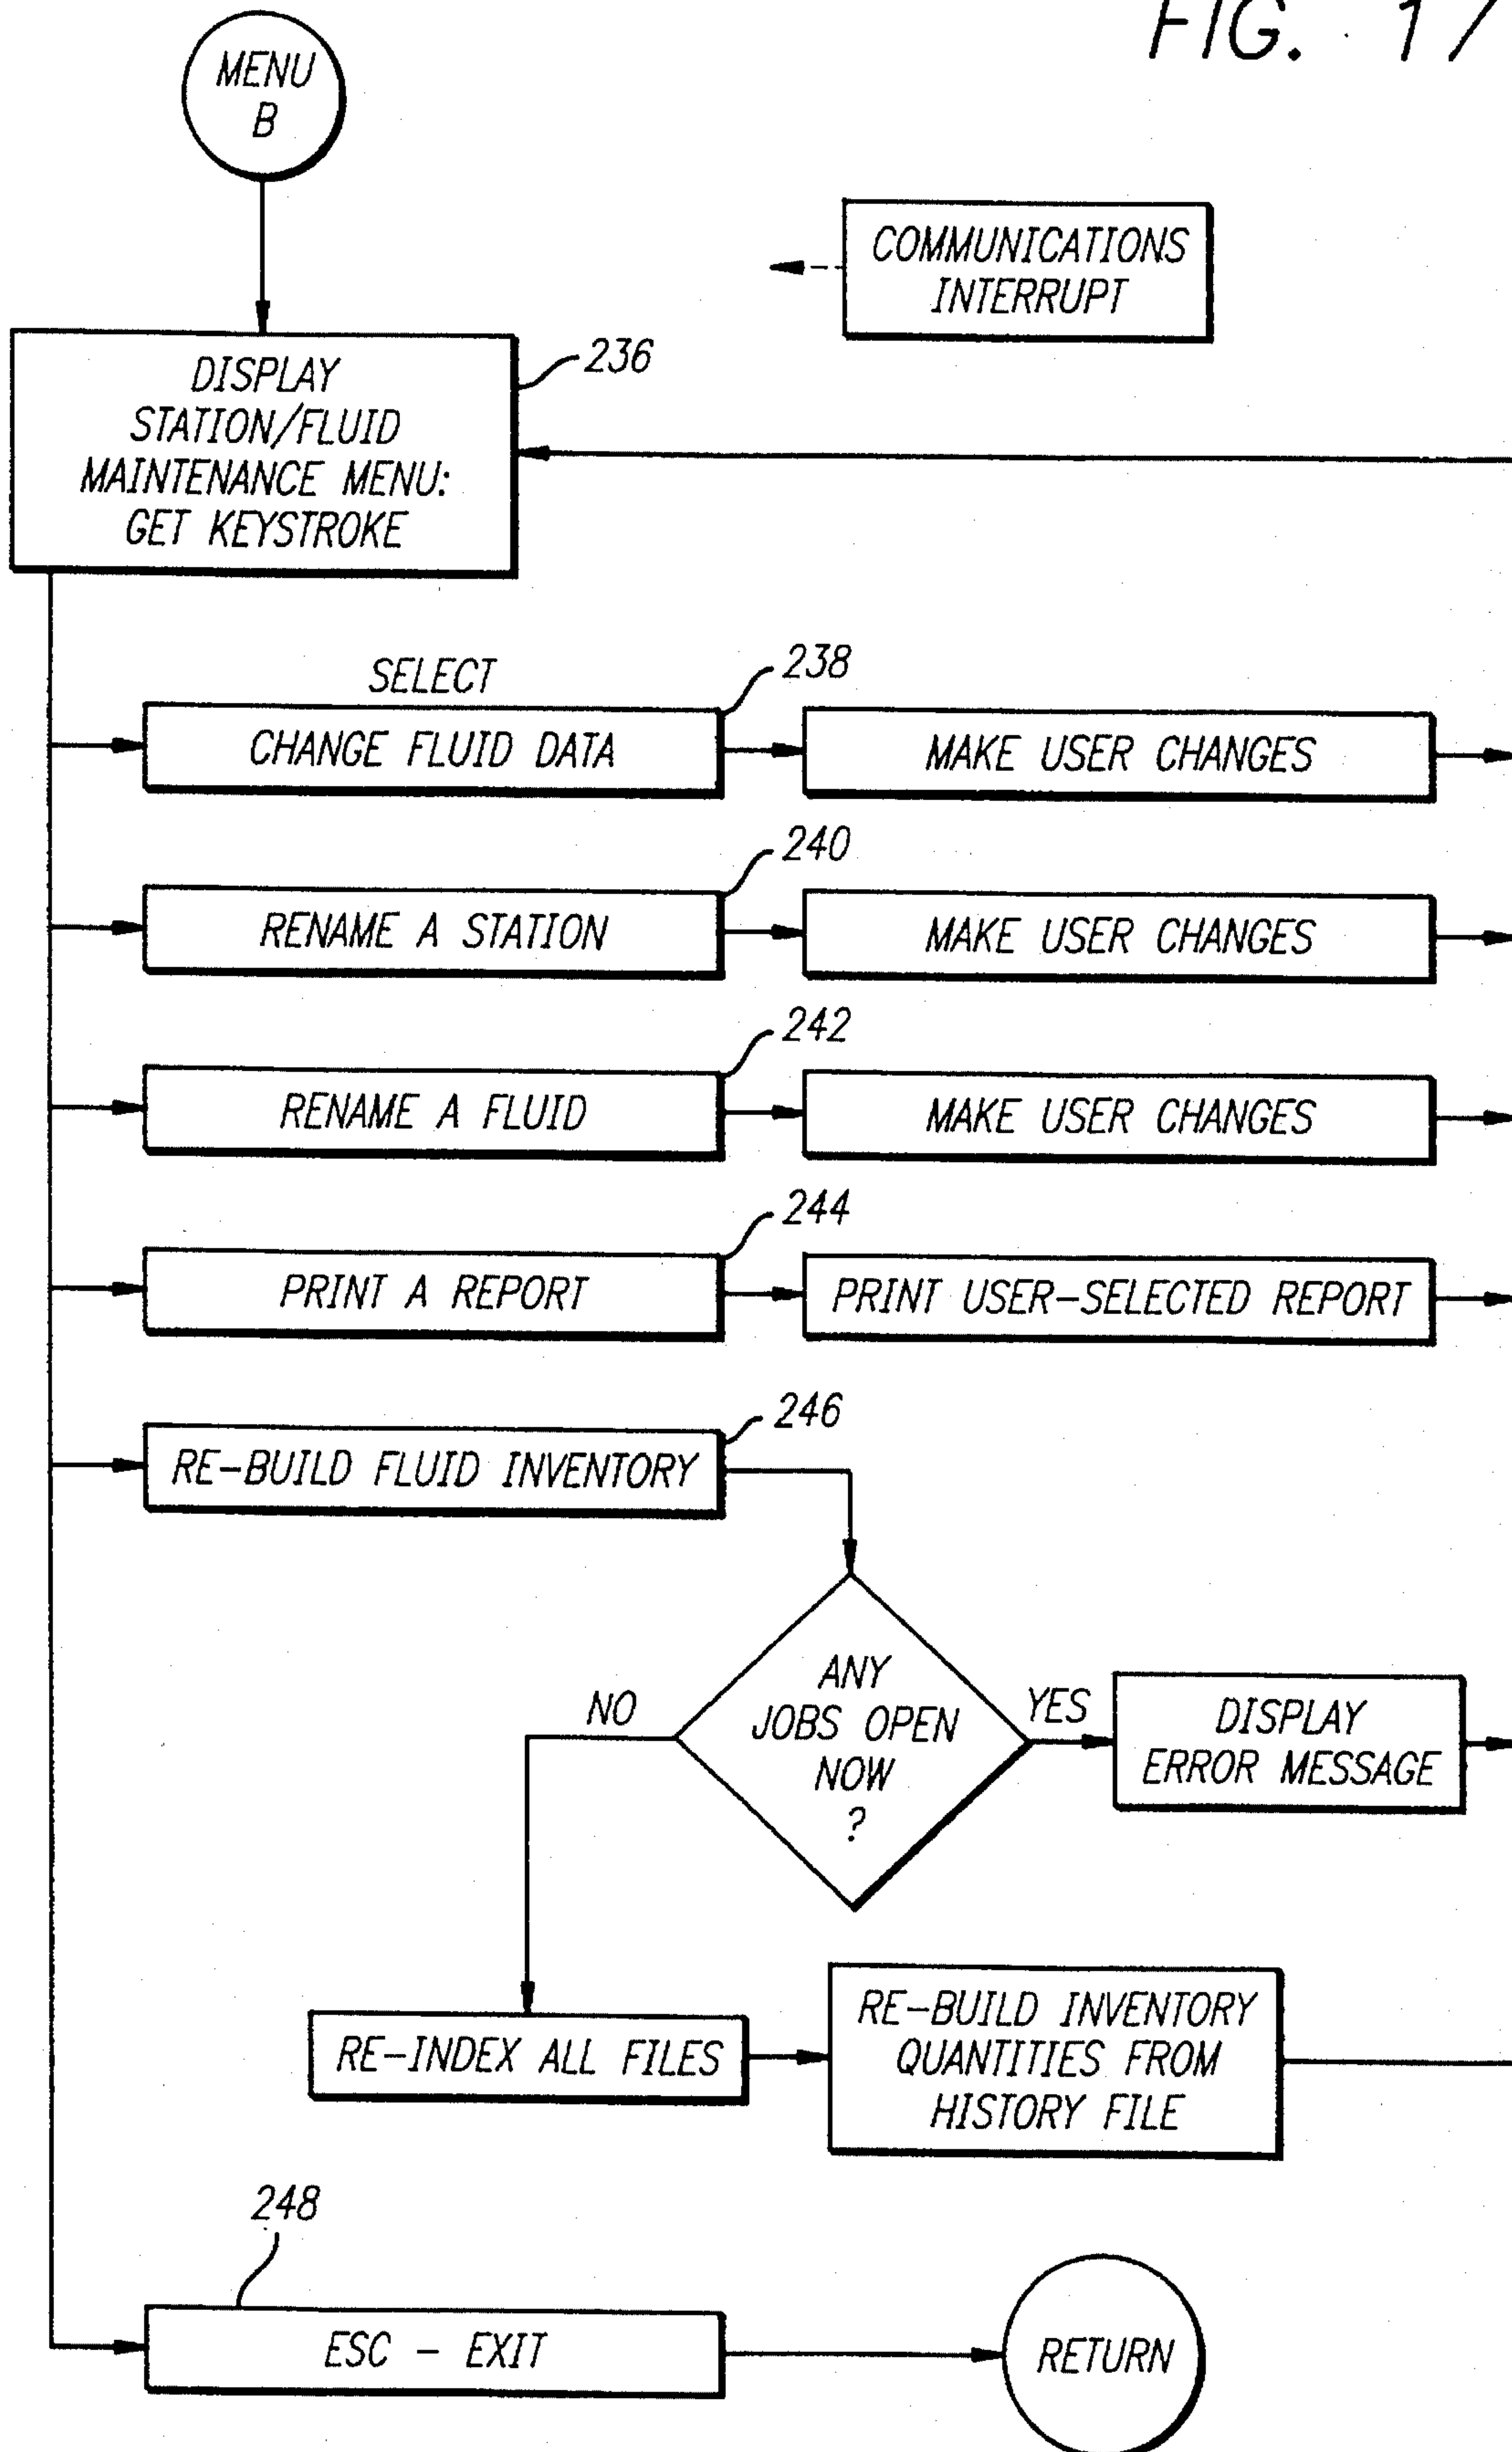 FIG. 17
MENU
B
COMMUNICATIONS
INTERRUPT
236
DISPLAY
STATION/FLUID
MAINTENANCE MENU:
GET KEYSTROKE
SELECT
238
CHANGE FLUID DATA
MAKE USER CHANGES
240
RENAME A STATION
MAKE USER CHANGES
242
RENAME A FLUID
MAKE USER CHANGES
244
PRINT A REPORT
PRINT USER-SELECTED REPORT
246
RE-BUILD FLUID INVENTORY
ANY
JOBS OPEN
NOW
?
NO
YES
DISPLAY
ERROR MESSAGE
RE-INDEX ALL FILES
RE-BUILD INVENTORY
QUANTITIES FROM
HISTORY FILE
248
ESC - EXIT
RETURN